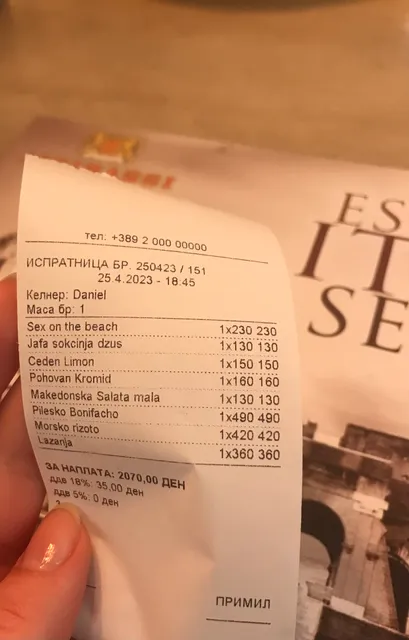 тел: +389 2 000 00000
ИСПРАТНИЦА БР. 250423 / 151
25.4.2023 - 18:45
Келнер: Daniel
Маса бр: 1
Sex on the beach 1x230 230
Jafa sokcinja dzus 1x130 130
Ceden Limon 1x150 150
Pohovan Kromid 1x160 160
Makedonska Salata mala 1x130 130
Pilesko Bonifacho 1x490 490
Morsko rizoto 1x420 420
Lazanja 1x360 360
ЗА НАПЛАТА: 2070,00 ДЕН
ддв 18%: 35,00 ден
ддв 5%: 0 ден
ПРИМИЛ
ES
IT
SE